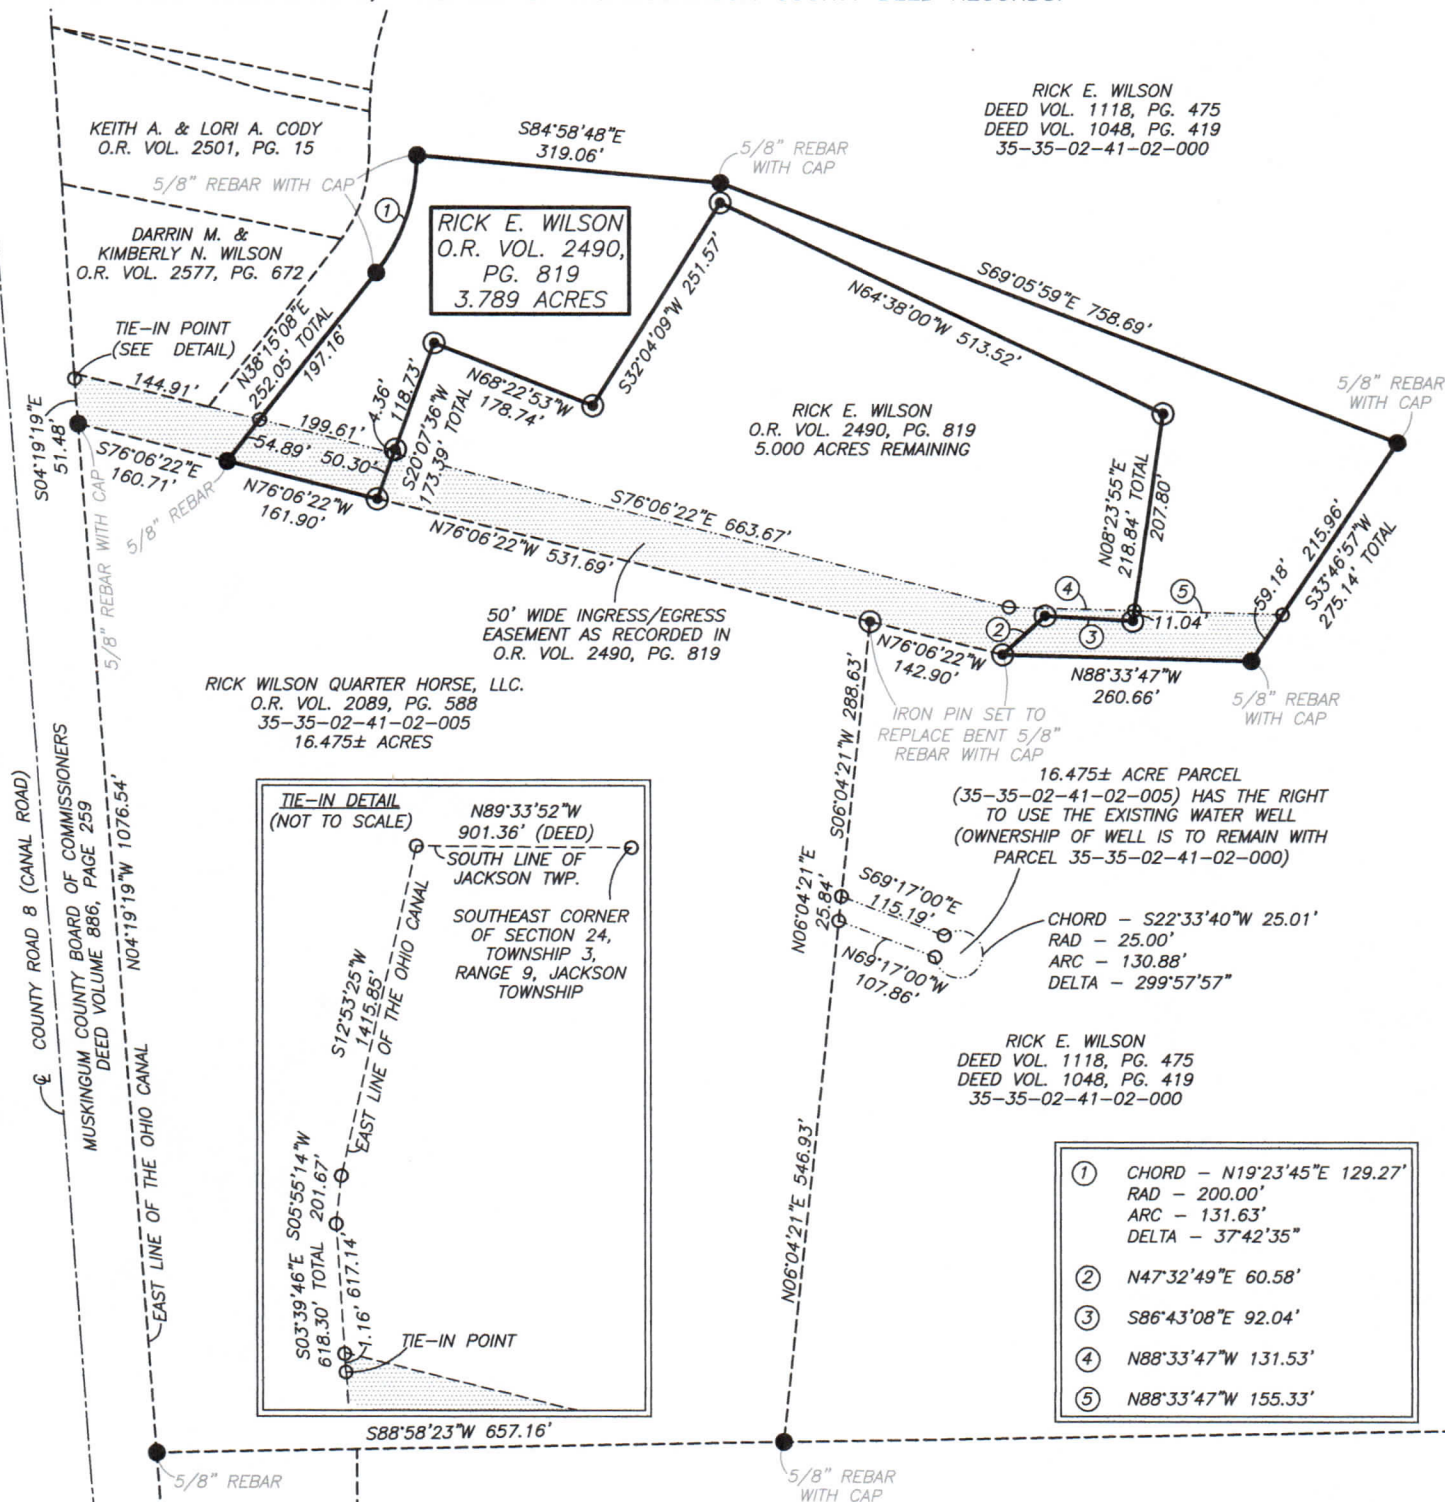 COUNTY DEED RECORDS.
RICK E. WILSON
DEED VOL. 1118, PG. 475
DEED VOL. 1048, PG. 419
35-35-02-41-02-000
KEITH A. & LORI A. CODY
O.R. VOL. 2501, PG. 15
S84°58'48"E
319.06'
5/8" REBAR
WITH CAP
5/8" REBAR WITH CAP
1
DARRIN M. &
KIMBERLY N. WILSON
O.R. VOL. 2577, PG. 672
RICK E. WILSON
O.R. VOL. 2490,
PG. 819
3.789 ACRES
S32°04'09"W 251.57'
N64°38'00"W 513.52'
S69°05'59"E 758.69'
TIE-IN POINT
(SEE DETAIL)
N38°15'08"E
252.05' TOTAL
197.16'
144.91'
S04°19'19"E
51.48'
199.61'
54.89'
50.30'
4.36'
118.73'
S20°07'36"W
173.39' TOTAL
N68°22'53"W
178.74'
RICK E. WILSON
O.R. VOL. 2490, PG. 819
5.000 ACRES REMAINING
5/8" REBAR
WITH CAP
S76°06'22"E
160.71'
5/8" REBAR
N76°06'22"W
161.90'
5/8" REBAR WITH CAP
S76°06'22"E 663.67'
N76°06'22"W 531.69'
N08°23'55"E
218.84' TOTAL
207.80'
215.96'
S33°46'57"W
275.14' TOTAL
59.18'
4
5
2
3
11.04'
50' WIDE INGRESS/EGRESS
EASEMENT AS RECORDED IN
O.R. VOL. 2490, PG. 819
N76°06'22"W
142.90'
N88°33'47"W
260.66'
5/8" REBAR
WITH CAP
RICK WILSON QUARTER HORSE, LLC.
O.R. VOL. 2089, PG. 588
35-35-02-41-02-005
16.475± ACRES
S06°04'21"W 288.63'
IRON PIN SET TO
REPLACE BENT 5/8"
REBAR WITH CAP
16.475± ACRE PARCEL
(35-35-02-41-02-005) HAS THE RIGHT
TO USE THE EXISTING WATER WELL
(OWNERSHIP OF WELL IS TO REMAIN WITH
PARCEL 35-35-02-41-02-000)
℄ COUNTY ROAD 8 (CANAL ROAD)
MUSKINGUM COUNTY BOARD OF COMMISSIONERS
DEED VOLUME 886, PAGE 259
N04°19'19"W 1076.54'
EAST LINE OF THE OHIO CANAL
TIE-IN DETAIL
(NOT TO SCALE)
N89°33'52"W
901.36' (DEED)
SOUTH LINE OF
JACKSON TWP.
SOUTHEAST CORNER
OF SECTION 24,
TOWNSHIP 3,
RANGE 9, JACKSON
TOWNSHIP
S12°53'25"W
1415.85'
EAST LINE OF THE OHIO CANAL
S05°55'14"W
201.67'
S03°39'46"E
618.30' TOTAL
617.14'
1.16'
TIE-IN POINT
N06°04'21"E
25.84'
S69°17'00"E
115.19'
N69°17'00"W
107.86'
CHORD - S22°33'40"W 25.01'
RAD - 25.00'
ARC - 130.88'
DELTA - 299°57'57"
RICK E. WILSON
DEED VOL. 1118, PG. 475
DEED VOL. 1048, PG. 419
35-35-02-41-02-000
N06°04'21"E 546.93'
1 CHORD - N19°23'45"E 129.27'
RAD - 200.00'
ARC - 131.63'
DELTA - 37°42'35"
2 N47°32'49"E 60.58'
3 S86°43'08"E 92.04'
4 N88°33'47"W 131.53'
5 N88°33'47"W 155.33'
S88°58'23"W 657.16'
5/8" REBAR
5/8" REBAR
WITH CAP